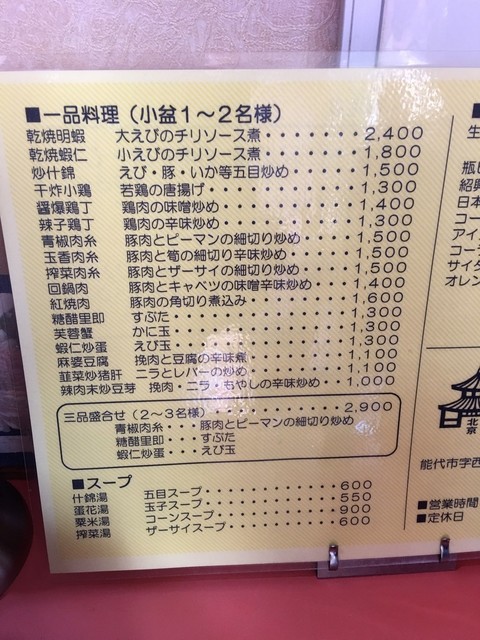 ■一品料理（小盆１〜２名様）
乾焼明蝦 大えびのチリソース煮・・・・・・・2,400
乾焼蝦仁 小えびのチリソース煮・・・・・・・1,800
炒什錦 えび・豚・いか等五目炒め・・・・・1,500
干炸小鶏 若鶏の唐揚げ・・・・・・・・・・・1,300
醤爆鶏丁 鶏肉の味噌炒め・・・・・・・・・・1,400
辣子鶏丁 鶏肉の辛味炒め・・・・・・・・・・1,300
青椒肉糸 豚肉とピーマンの細切り炒め・・・・1,500
玉香肉糸 豚肉と筍の細切り辛味炒め・・・・・1,500
搾菜肉糸 豚肉とザーサイの細切り炒め・・・・1,500
回鍋肉 豚肉とキャベツの味噌辛味炒め・・・1,400
紅焼肉 豚肉の角切り煮込み・・・・・・・・1,600
糖醋里即 すぶた・・・・・・・・・・・・・・1,300
芙蓉蟹 かに玉・・・・・・・・・・・・・・1,300
蝦仁炒蛋 えび玉・・・・・・・・・・・・・・1,300
麻婆豆腐 挽肉と豆腐の辛味煮・・・・・・・・1,100
韮菜炒猪肝 ニラとレバーの炒め・・・・・・・・1,100
辣肉末炒豆芽 挽肉・ニラ・もやしの辛味炒め・・1,000
三品盛合せ（２〜３名様）・・・・・・・・・・2,900
青椒肉糸・・・豚肉とピーマンの細切り炒め
糖醋里即・・・すぶた
蝦仁炒蛋・・・えび玉
■スープ
什錦湯 五目スープ・・・・・・・・・・・・600
蛋花湯 玉子スープ・・・・・・・・・・・・550
粟米湯 コーンスープ・・・・・・・・・・・900
搾菜湯 ザーサイスープ・・・・・・・・・・600
生
瓶ビ
紹興
日本
コー
アイ
コー
サイタ
オレン
北京
能代市字西
■営業時間
■定休日